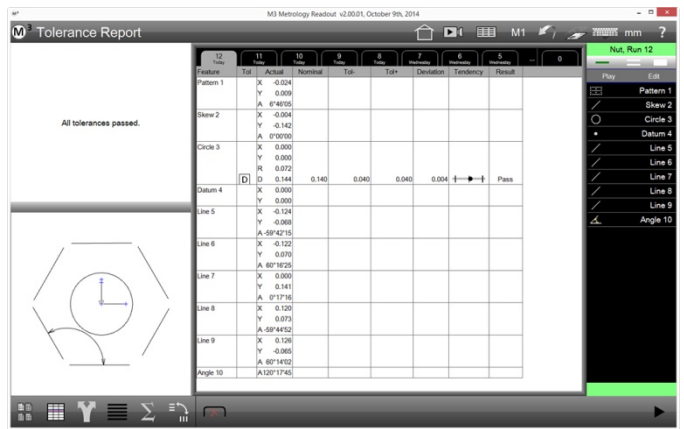 M3 Metrology Readout v2.00.01, October 9th, 2014
M³ Tolerance Report
M1
mm
?
Nut, Run 12
12 Today
11 Today
10 Today
9 Today
8 Today
7 Wednesday
6 Wednesday
5 Wednesday
...
0
Play Edit
Feature Tol Actual Nominal Tol- Tol+ Deviation Tendency Result
Pattern 1 X -0.024
Y 0.009
A 6°46'05
Skew 2 X -0.004
Y -0.142
A 0°00'00
Circle 3 X 0.000
Y 0.000
R 0.072
D D 0.144 0.140 0.040 0.040 0.004 Pass
Datum 4 X 0.000
Y 0.000
Line 5 X -0.124
Y -0.068
A -59°42'15
Line 6 X -0.122
Y 0.070
A 60°16'25
Line 7 X 0.000
Y 0.141
A 0°17'16
Line 8 X 0.120
Y 0.073
A -59°44'52
Line 9 X 0.126
Y -0.065
A 60°14'02
Angle 10 A 120°17'45
All tolerances passed.
Pattern 1
Skew 2
Circle 3
Datum 4
Line 5
Line 6
Line 7
Line 8
Line 9
Angle 10